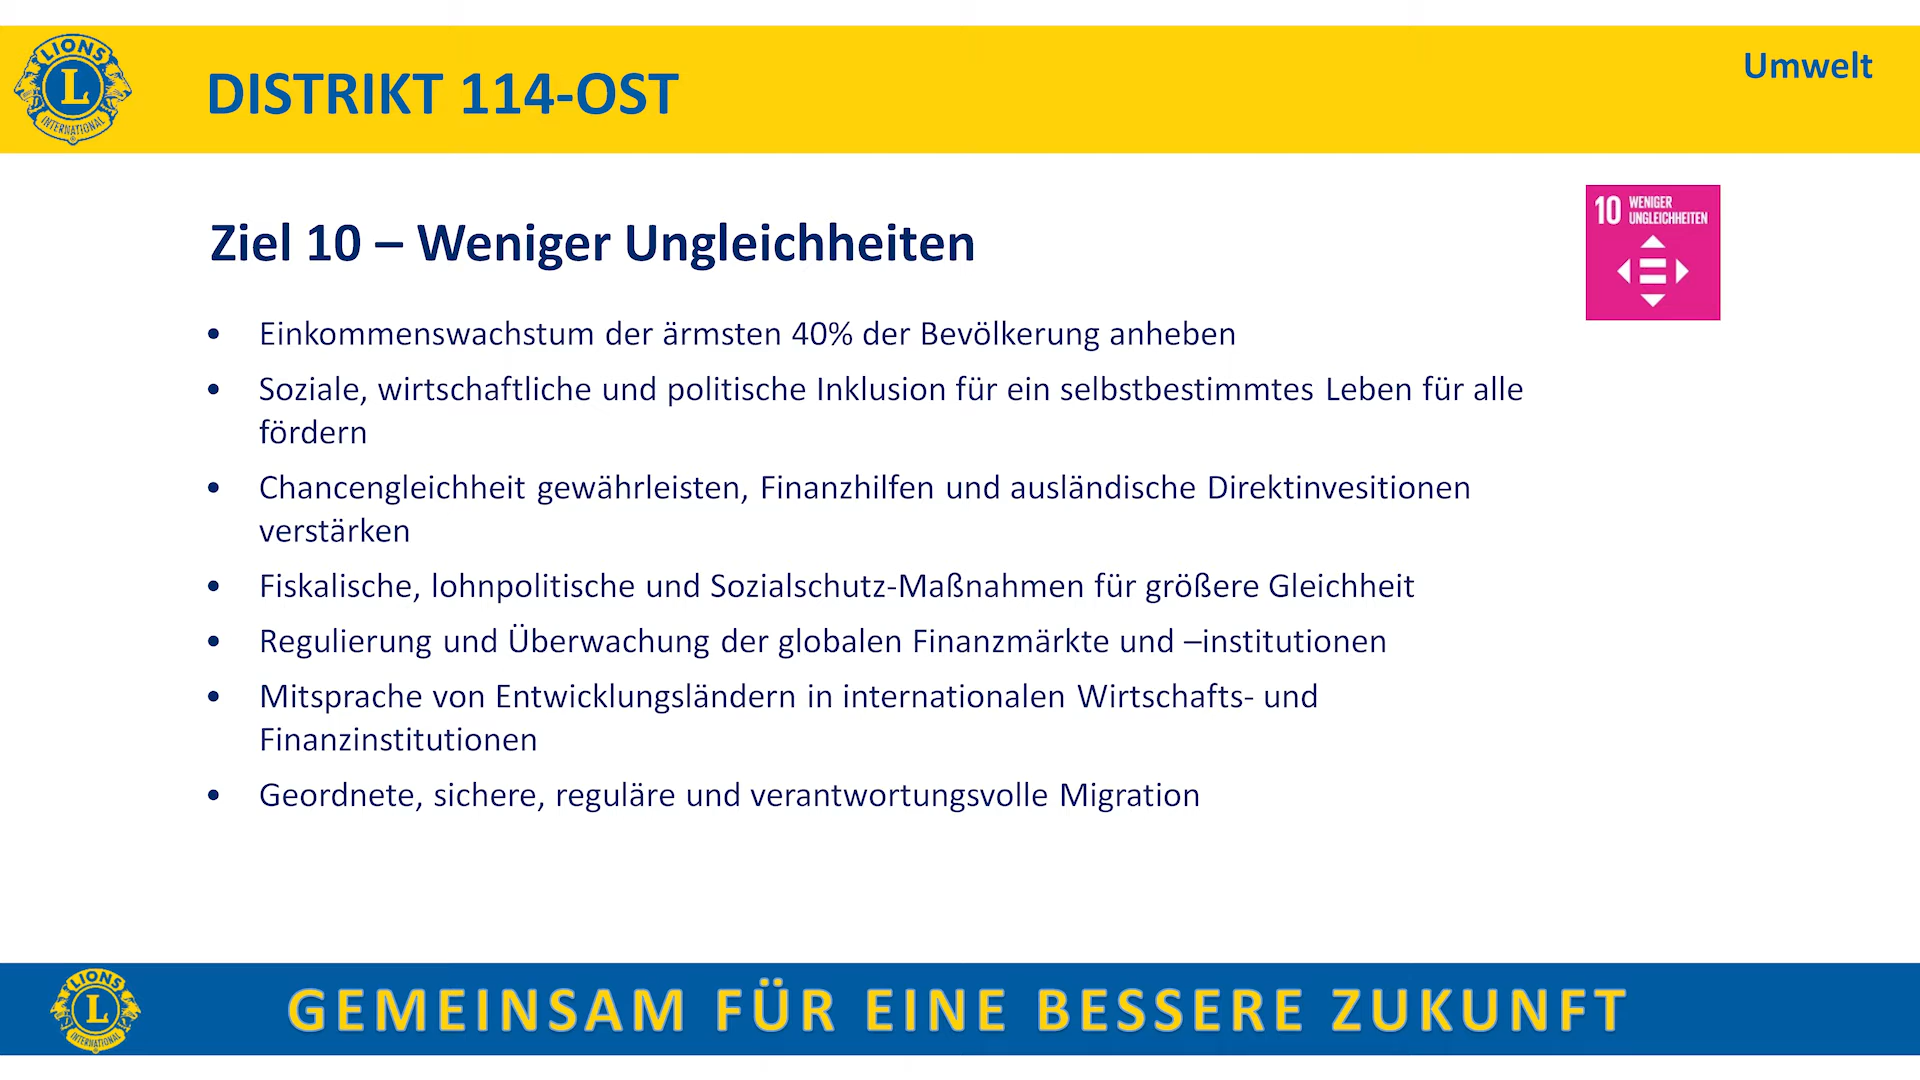 LIONS
L
INTERNATIONAL
DISTRIKT 114-OST
Umwelt
10 WENIGER
UNGLEICHHEITEN
Ziel 10 – Weniger Ungleichheiten
• Einkommenswachstum der ärmsten 40% der Bevölkerung anheben
• Soziale, wirtschaftliche und politische Inklusion für ein selbstbestimmtes Leben für alle
fördern
• Chancengleichheit gewährleisten, Finanzhilfen und ausländische Direktinvesitionen
verstärken
• Fiskalische, lohnpolitische und Sozialschutz-Maßnahmen für größere Gleichheit
• Regulierung und Überwachung der globalen Finanzmärkte und –institutionen
• Mitsprache von Entwicklungsländern in internationalen Wirtschafts- und
Finanzinstitutionen
• Geordnete, sichere, reguläre und verantwortungsvolle Migration
LIONS
L
INTERNATIONAL
GEMEINSAM FÜR EINE BESSERE ZUKUNFT